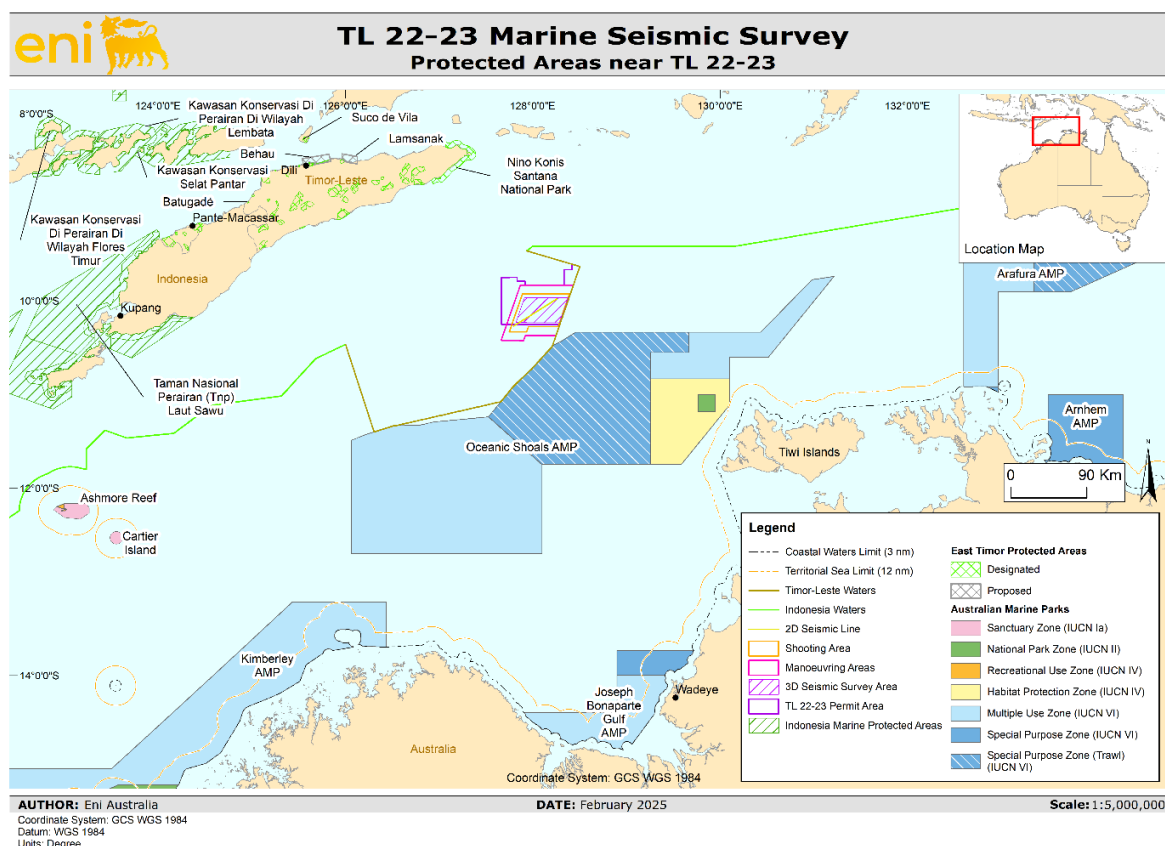 eni
TL 22-23 Marine Seismic Survey
Protected Areas near TL 22-23
124°0'0"E
126°0'0"E
128°0'0"E
130°0'0"E
132°0'0"E
8°0'0"S
10°0'0"S
12°0'0"S
14°0'0"S
Kawasan Konservasi Di
Perairan Di Wilayah
Lembata
Suco de Vila
Lamsanak
Behau
Dili
Timor-Leste
Kawasan Konservasi
Selat Pantar
Batugadé
Pante-Macassar
Nino Konis
Santana
National Park
Kawasan Konservasi
Di Perairan Di
Wilayah Flores
Timur
Indonesia
Kupang
Taman Nasional
Perairan (Tnp)
Laut Sawu
Location Map
Arafura AMP
Arnhem
AMP
Oceanic Shoals AMP
Tiwi Islands
Ashmore Reef
Cartier
Island
Kimberley
AMP
Joseph
Bonaparte
Gulf
AMP
Wadeye
Australia
0 90 Km
N
Coordinate System: GCS WGS 1984
Legend
Coastal Waters Limit (3 nm)
Territorial Sea Limit (12 nm)
Timor-Leste Waters
Indonesia Waters
2D Seismic Line
Shooting Area
Manoeuvring Areas
3D Seismic Survey Area
TL 22-23 Permit Area
Indonesia Marine Protected Areas
East Timor Protected Areas
Designated
Proposed
Australian Marine Parks
Sanctuary Zone (IUCN Ia)
National Park Zone (IUCN II)
Recreational Use Zone (IUCN IV)
Habitat Protection Zone (IUCN IV)
Multiple Use Zone (IUCN VI)
Special Purpose Zone (IUCN VI)
Special Purpose Zone (Trawl)
(IUCN VI)
AUTHOR: Eni Australia
DATE: February 2025
Scale: 1:5,000,000
Coordinate System: GCS WGS 1984
Datum: WGS 1984
Units: Degree